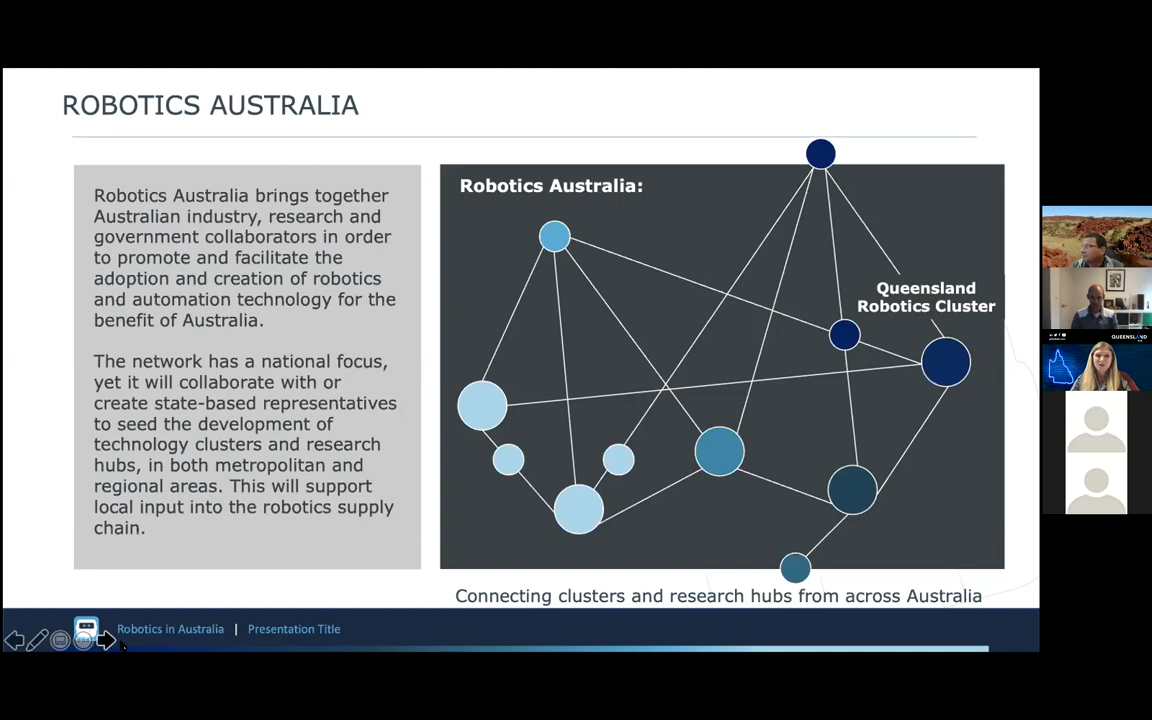 ROBOTICS AUSTRALIA
Robotics Australia brings together
Australian industry, research and
government collaborators in order
to promote and facilitate the
adoption and creation of robotics
and automation technology for the
benefit of Australia.
The network has a national focus,
yet it will collaborate with or
create state-based representatives
to seed the development of
technology clusters and research
hubs, in both metropolitan and
regional areas. This will support
local input into the robotics supply
chain.
Robotics Australia:
Queensland
Robotics Cluster
Connecting clusters and research hubs from across Australia
Robotics in Australia | Presentation Title
QUEENSLAND